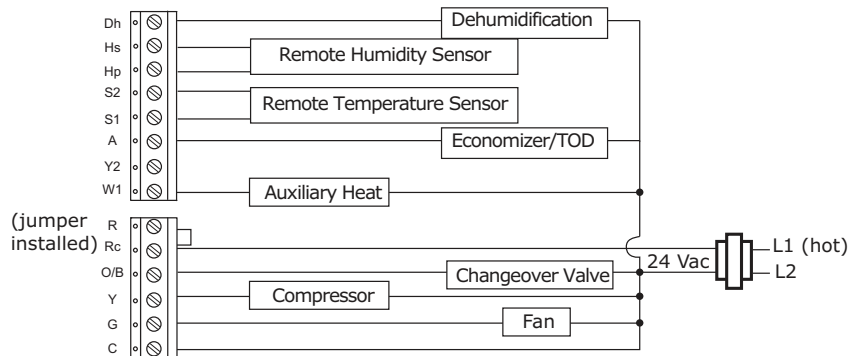 Dh Dehumidification
Hs
Remote Humidity Sensor
Hp
S2
Remote Temperature Sensor
S1
A Economizer/TOD
Y2
W1 Auxiliary Heat
(jumper
installed)
R
Rc
L1 (hot)
24 Vac
O/B Changeover Valve
L2
Y Compressor
G Fan
C